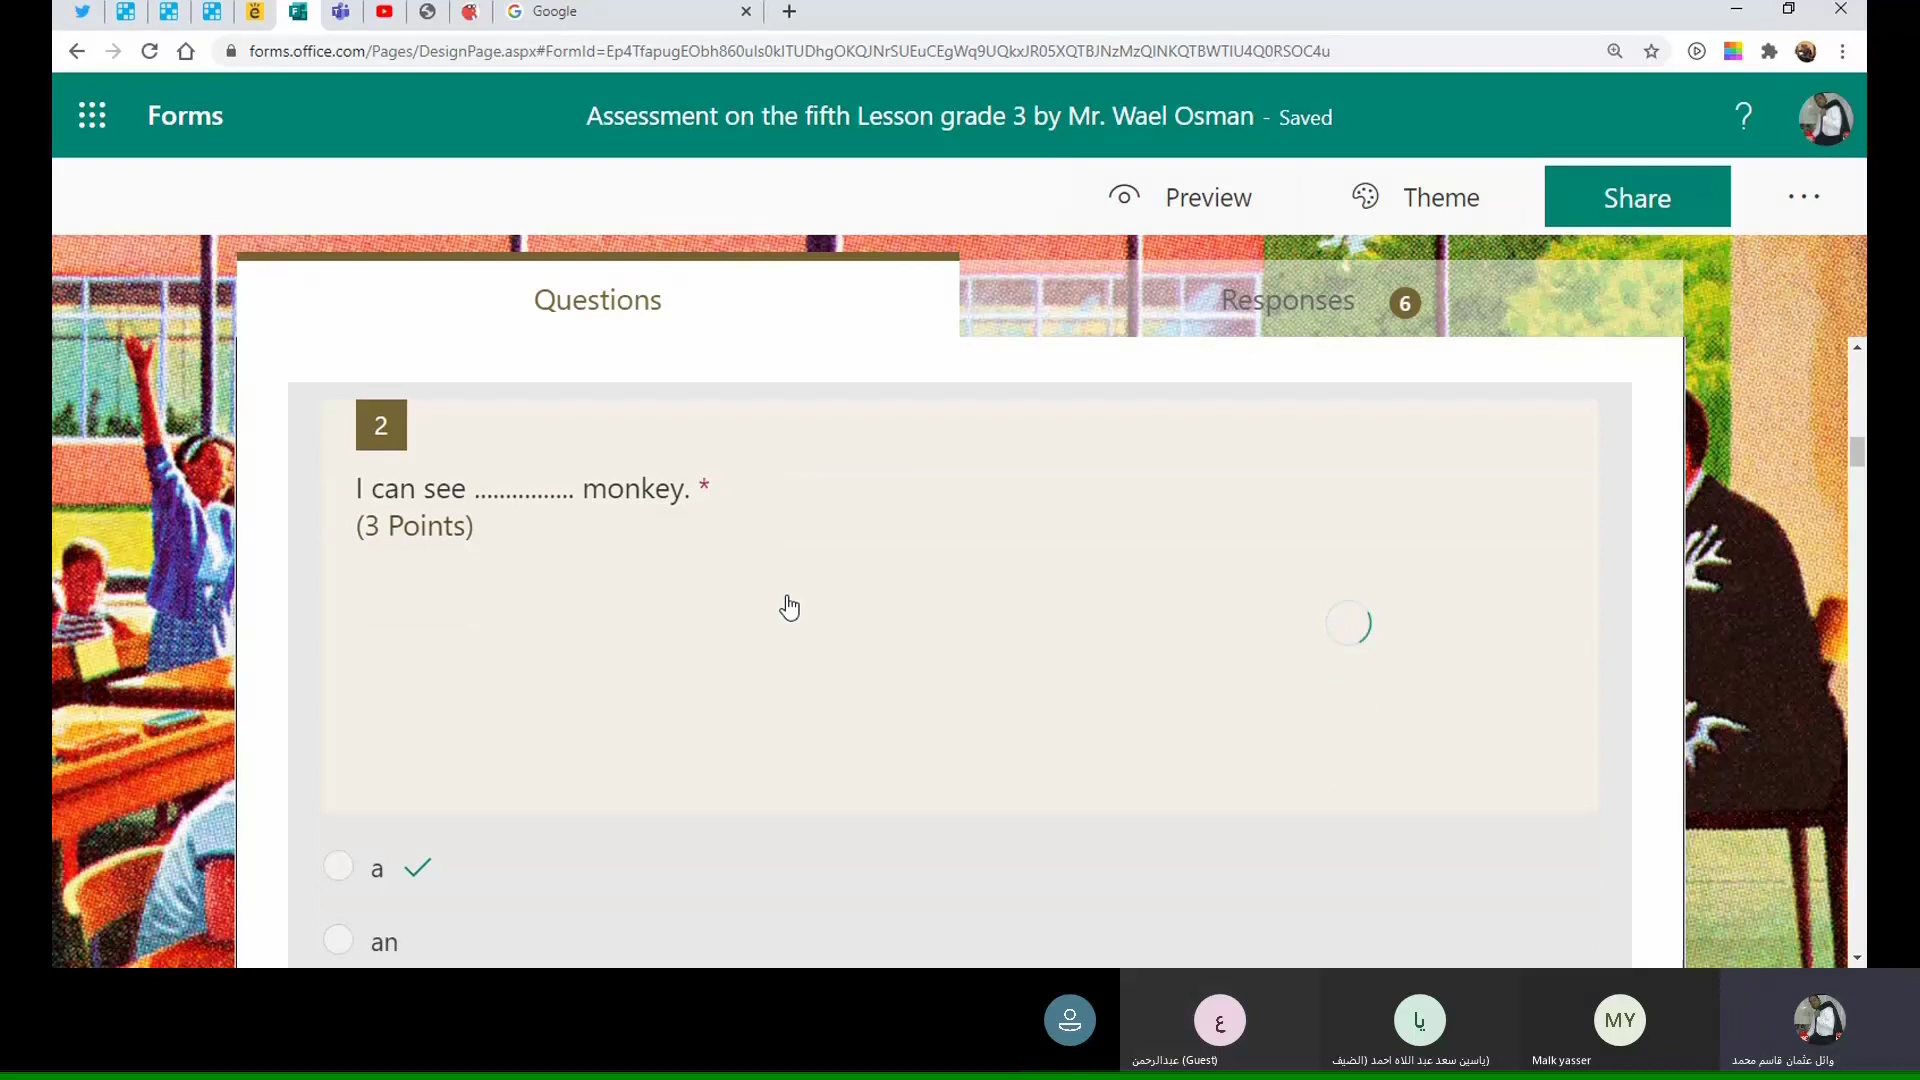 Google
forms.office.com/Pages/DesignPage.aspx#FormId=Ep4TfapugEObh860uls0kITUDhgOKQJNrSUEuCEgWq9UQkxJR05XQTBJNzMzQlNKQTBWTlU4Q0RSOC4u
Forms
Assessment on the fifth Lesson grade 3 by Mr. Wael Osman - Saved
?
Preview
Theme
Share
Questions
Responses 6
2
I can see ................ monkey. *
(3 Points)
a
an
ع
يا
MY
عبدالرحمن (Guest)
ياسين سعد عبد اللاه احمد (الضيف)
Malk yasser
وائل عثمان قاسم محمد